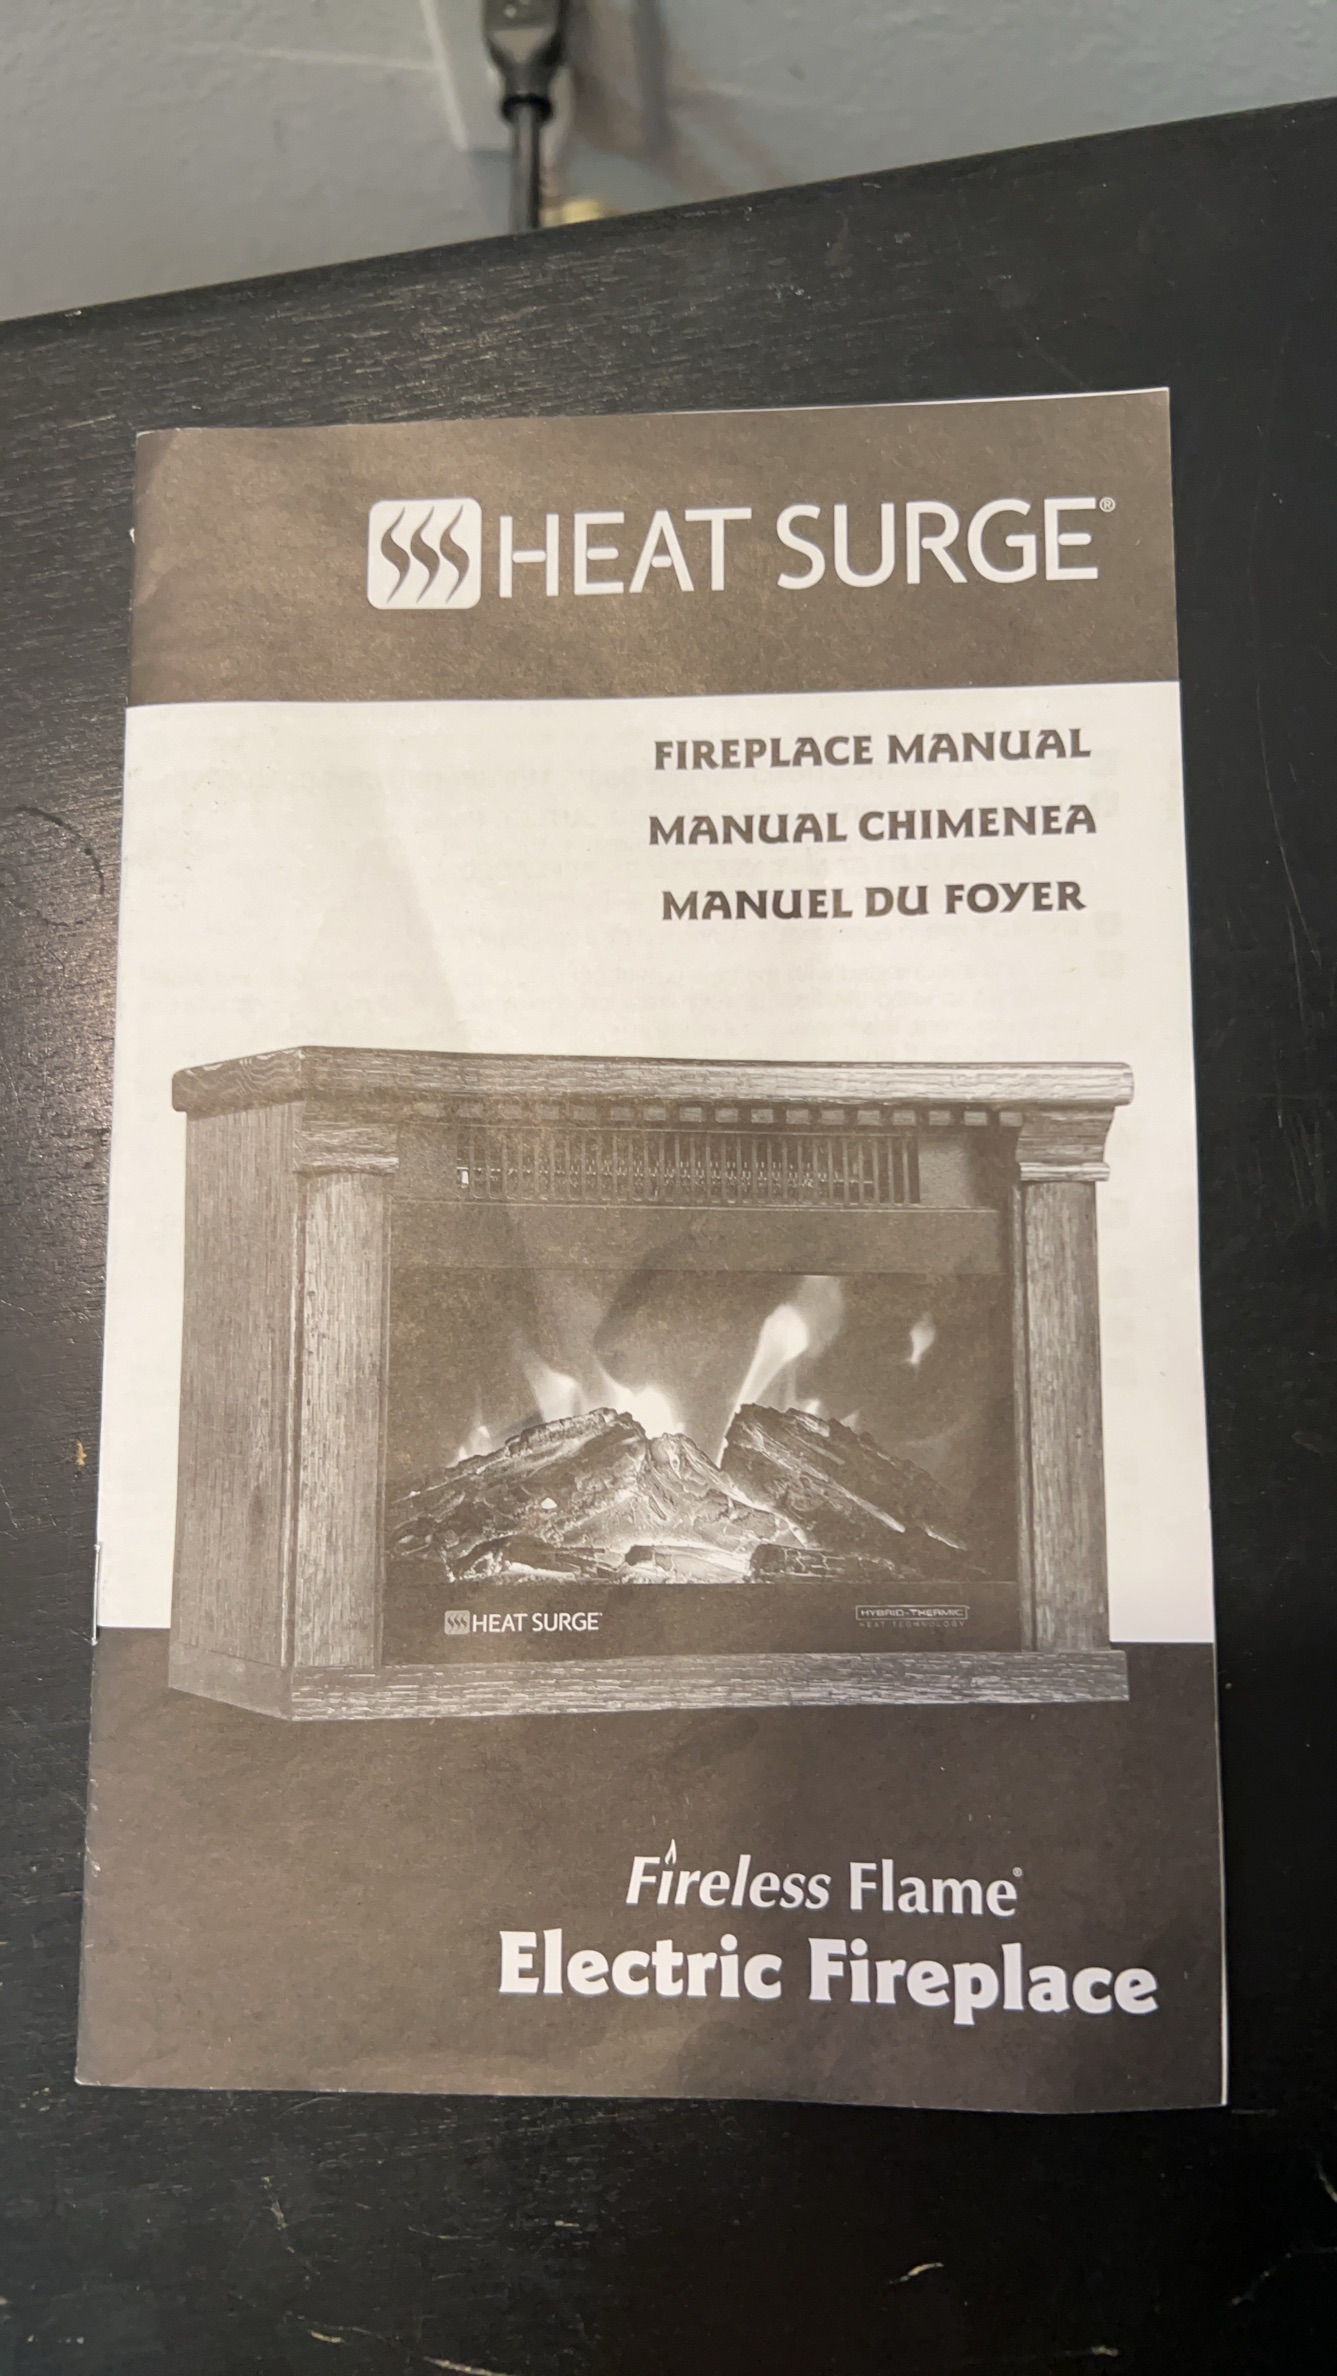 HEAT SURGE®
FIREPLACE MANUAL
MANUAL CHIMENEA
MANUEL DU FOYER
HEAT SURGE
HYBRID-THERMIC
HEAT TECHNOLOGY
Fireless Flame®
Electric Fireplace